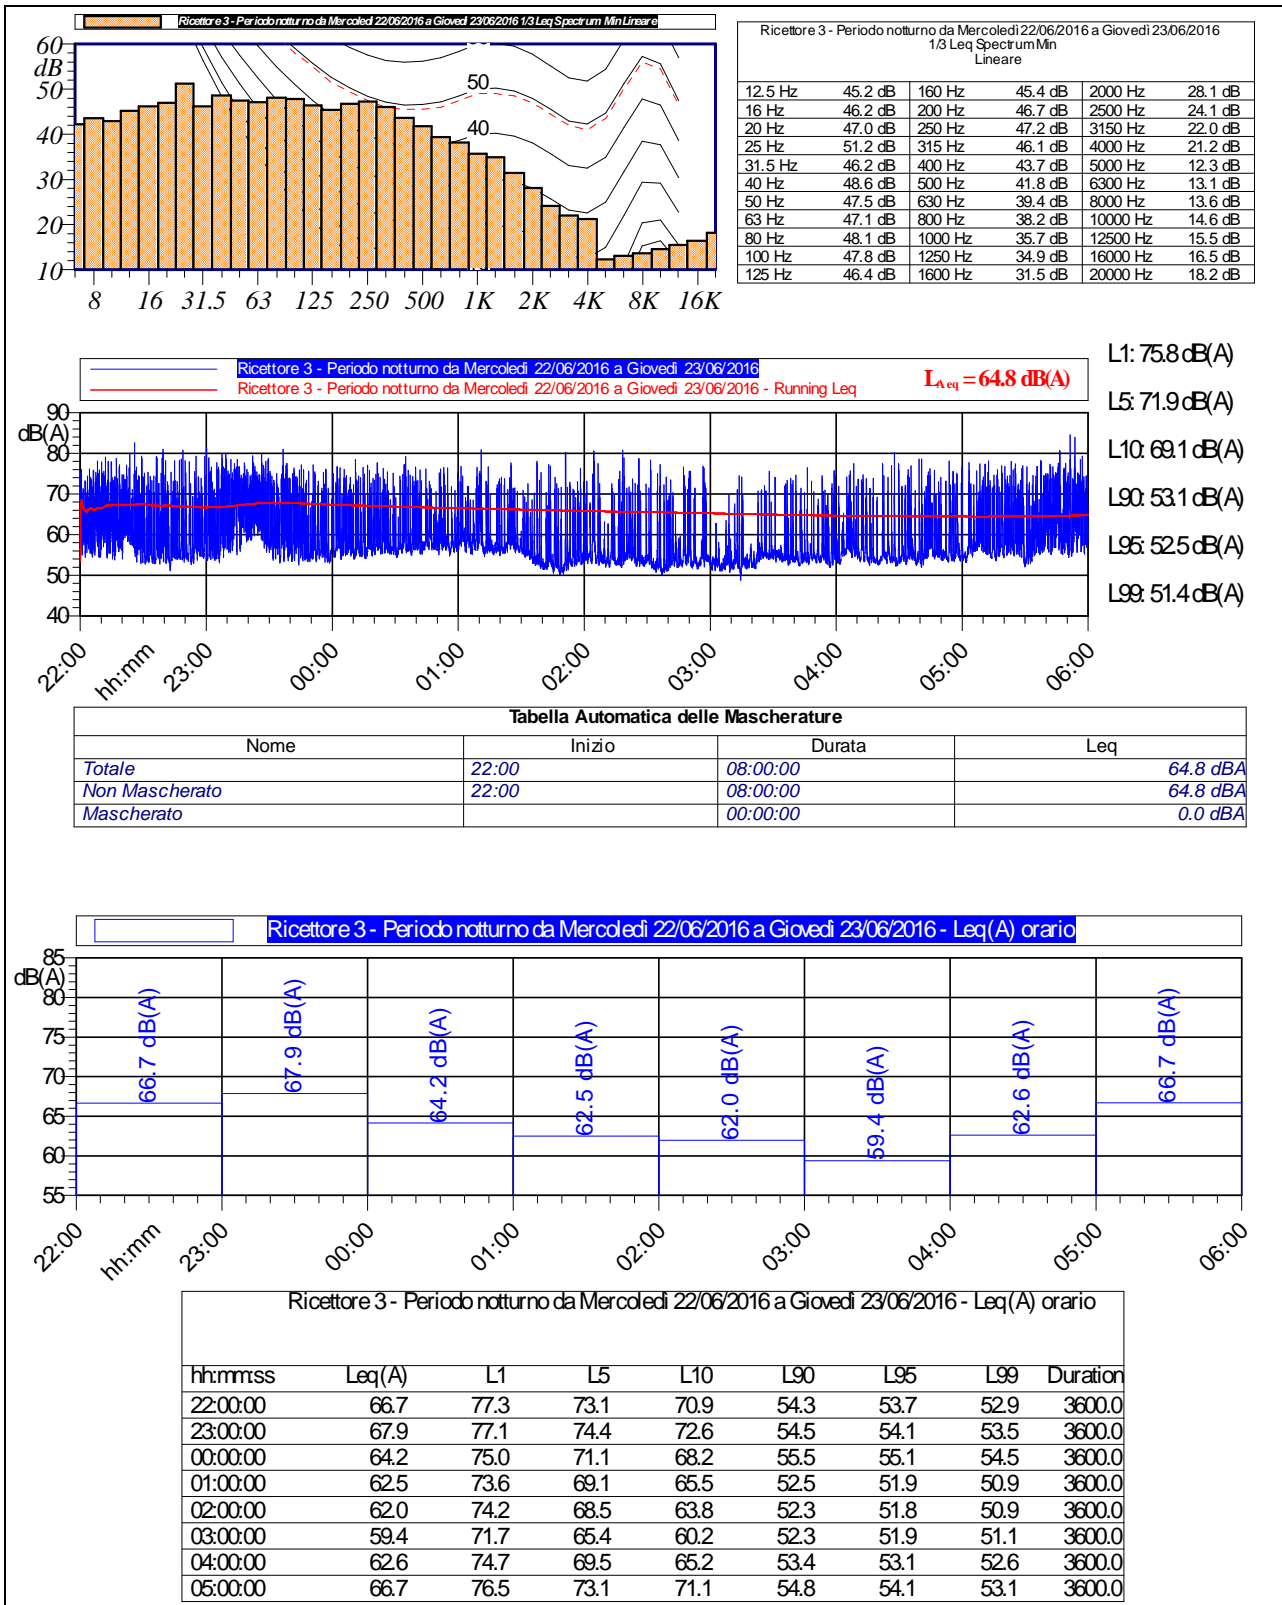 Ricettore 3 - Periodo notturno da Mercoledì 22/06/2016 a Giovedì 23/06/2016 1/3 Leq Spectrum Min Lineare
60
dB
50
40
30
20
10
50
40
8 16 31.5 63 125 250 500 1K 2K 4K 8K 16K
Ricettore 3 - Periodo notturno da Mercoledì 22/06/2016 a Giovedì 23/06/2016
1/3 Leq Spectrum Min
Lineare
12.5 Hz 45.2 dB 160 Hz 45.4 dB 2000 Hz 28.1 dB
16 Hz 46.2 dB 200 Hz 46.7 dB 2500 Hz 24.1 dB
20 Hz 47.0 dB 250 Hz 47.2 dB 3150 Hz 22.0 dB
25 Hz 51.2 dB 315 Hz 46.1 dB 4000 Hz 21.2 dB
31.5 Hz 46.2 dB 400 Hz 43.7 dB 5000 Hz 12.3 dB
40 Hz 48.6 dB 500 Hz 41.8 dB 6300 Hz 13.1 dB
50 Hz 47.5 dB 630 Hz 39.4 dB 8000 Hz 13.6 dB
63 Hz 47.1 dB 800 Hz 38.2 dB 10000 Hz 14.6 dB
80 Hz 48.1 dB 1000 Hz 35.7 dB 12500 Hz 15.5 dB
100 Hz 47.8 dB 1250 Hz 34.9 dB 16000 Hz 16.5 dB
125 Hz 46.4 dB 1600 Hz 31.5 dB 20000 Hz 18.2 dB
Ricettore 3 - Periodo notturno da Mercoledì 22/06/2016 a Giovedì 23/06/2016
Ricettore 3 - Periodo notturno da Mercoledì 22/06/2016 a Giovedì 23/06/2016 - Running Leq
LAeq = 64.8 dB(A)
90
dB(A)
80
70
60
50
40
22:00 hh:mm 23:00 00:00 01:00 02:00 03:00 04:00 05:00 06:00
L1: 75.8 dB(A)
L5: 71.9 dB(A)
L10: 69.1 dB(A)
L90: 53.1 dB(A)
L95: 52.5 dB(A)
L99: 51.4 dB(A)
Tabella Automatica delle Mascherature
Nome Inizio Durata Leq
Totale 22:00 08:00:00 64.8 dBA
Non Mascherato 22:00 08:00:00 64.8 dBA
Mascherato 00:00:00 0.0 dBA
Ricettore 3 - Periodo notturno da Mercoledì 22/06/2016 a Giovedì 23/06/2016 - Leq(A) orario
85
dB(A)
80
75
70
65
60
55
66.7 dB(A)
67.9 dB(A)
64.2 dB(A)
62.5 dB(A)
62.0 dB(A)
59.4 dB(A)
62.6 dB(A)
66.7 dB(A)
22:00 hh:mm 23:00 00:00 01:00 02:00 03:00 04:00 05:00 06:00
Ricettore 3 - Periodo notturno da Mercoledì 22/06/2016 a Giovedì 23/06/2016 - Leq(A) orario
hh:mm:ss Leq(A) L1 L5 L10 L90 L95 L99 Duration
22:00:00 66.7 77.3 73.1 70.9 54.3 53.7 52.9 3600.0
23:00:00 67.9 77.1 74.4 72.6 54.5 54.1 53.5 3600.0
00:00:00 64.2 75.0 71.1 68.2 55.5 55.1 54.5 3600.0
01:00:00 62.5 73.6 69.1 65.5 52.5 51.9 50.9 3600.0
02:00:00 62.0 74.2 68.5 63.8 52.3 51.8 50.9 3600.0
03:00:00 59.4 71.7 65.4 60.2 52.3 51.9 51.1 3600.0
04:00:00 62.6 74.7 69.5 65.2 53.4 53.1 52.6 3600.0
05:00:00 66.7 76.5 73.1 71.1 54.8 54.1 53.1 3600.0